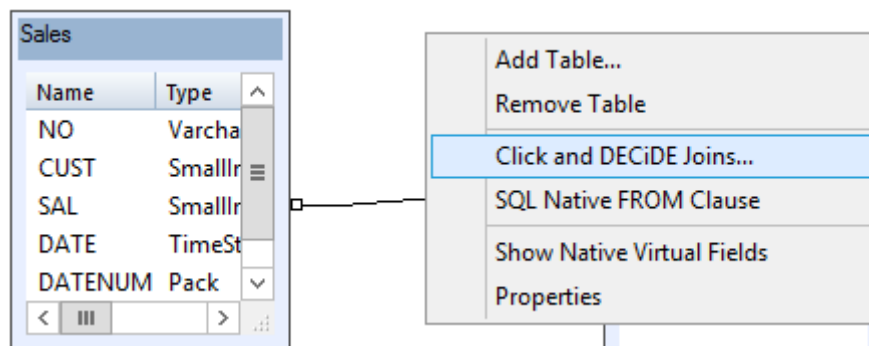 Sales
Name Type
NO Varcha
CUST SmallIr
SAL SmallIr
DATE TimeSt
DATENUM Pack
Add Table...
Remove Table
Click and DECiDE Joins...
SQL Native FROM Clause
Show Native Virtual Fields
Properties